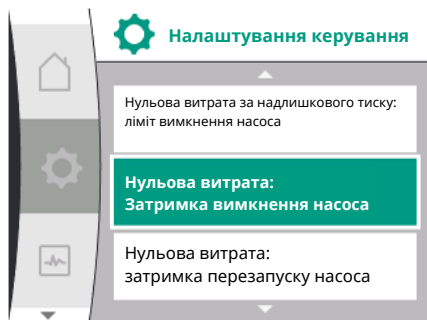 Налаштування керування
Нульова витрата за надлишкового тиску:
ліміт вимкнення насоса
Нульова витрата:
Затримка вимкнення насоса
Нульова витрата:
затримка перезапуску насоса